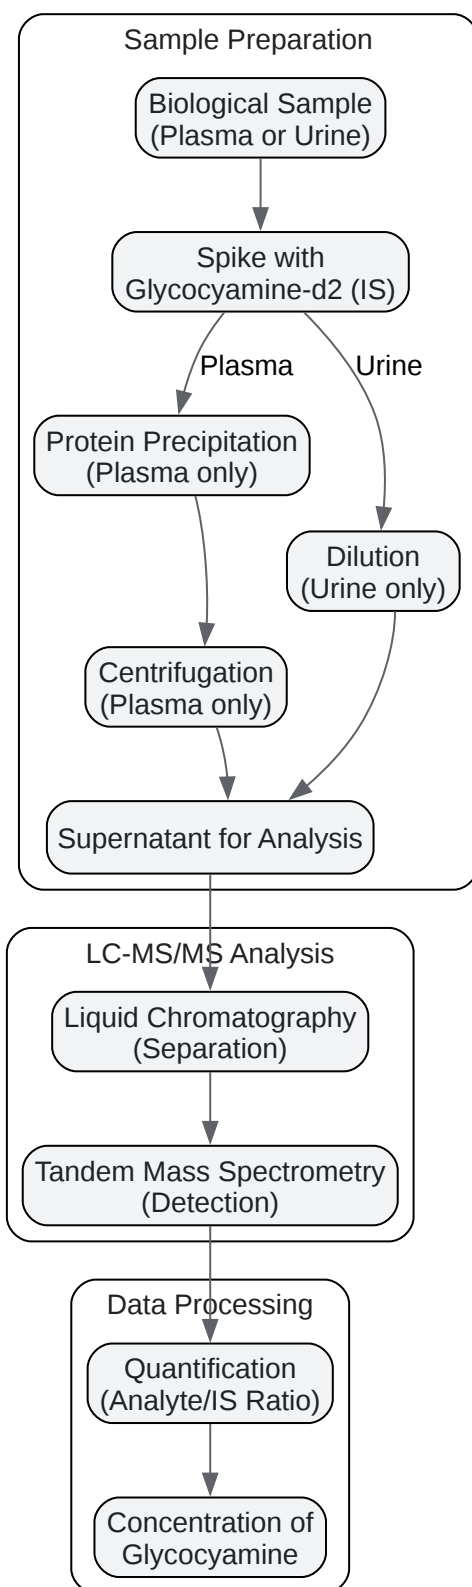 Sample Preparation
Biological Sample
(Plasma or Urine)
Spike with
Glycocyamine-d2 (IS)
Plasma
Urine
Protein Precipitation
(Plasma only)
Dilution
(Urine only)
Centrifugation
(Plasma only)
Supernatant for Analysis
LC-MS/MS Analysis
Liquid Chromatography
(Separation)
Tandem Mass Spectrometry
(Detection)
Data Processing
Quantification
(Analyte/IS Ratio)
Concentration of
Glycocyamine